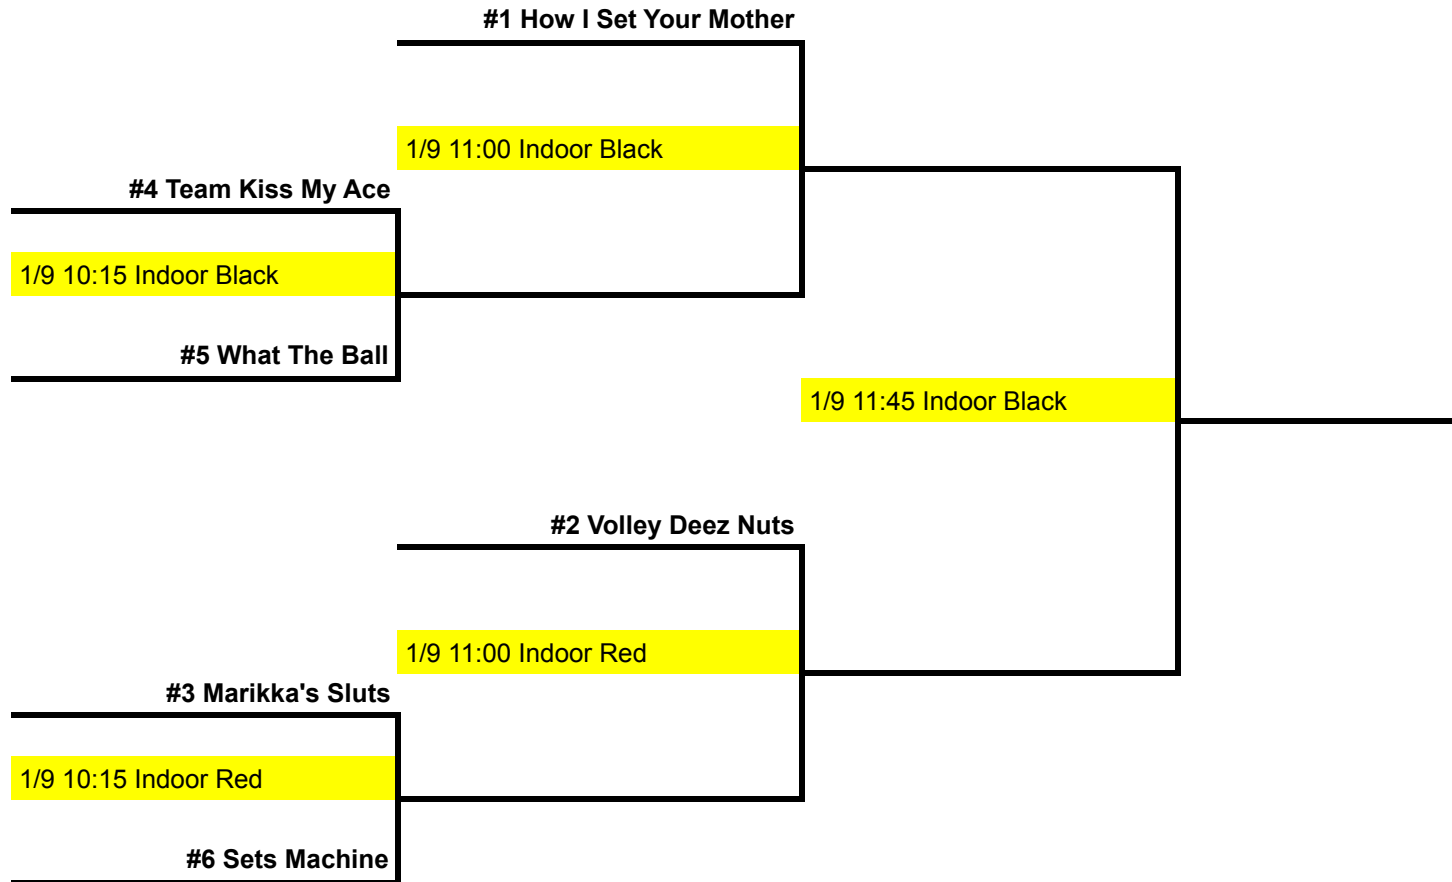 #1 How I Set Your Mother
1/9 11:00 Indoor Black
#4 Team Kiss My Ace
1/9 10:15 Indoor Black
#5 What The Ball
1/9 11:45 Indoor Black
#2 Volley Deez Nuts
1/9 11:00 Indoor Red
#3 Marikka's Sluts
1/9 10:15 Indoor Red
#6 Sets Machine